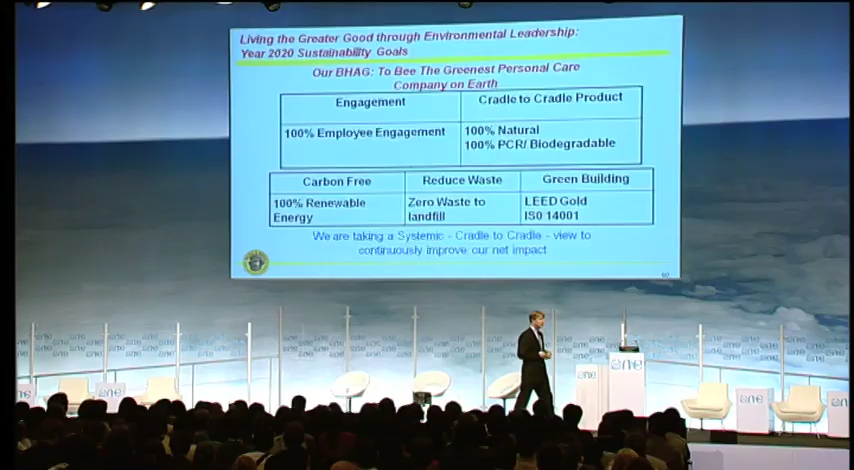 Living the Greater Good through Environmental Leadership:
Year 2020 Sustainability Goals
Our BHAG: To Bee The Greenest Personal Care
Company on Earth
Engagement
Cradle to Cradle Product
100% Employee Engagement
100% Natural
100% PCR/ Biodegradable
Carbon Free
Reduce Waste
Green Building
100% Renewable
Energy
Zero Waste to
landfill
LEED Gold
ISO 14001
We are taking a Systemic - Cradle to Cradle - view to
continuously improve our net impact
one
one
one
one